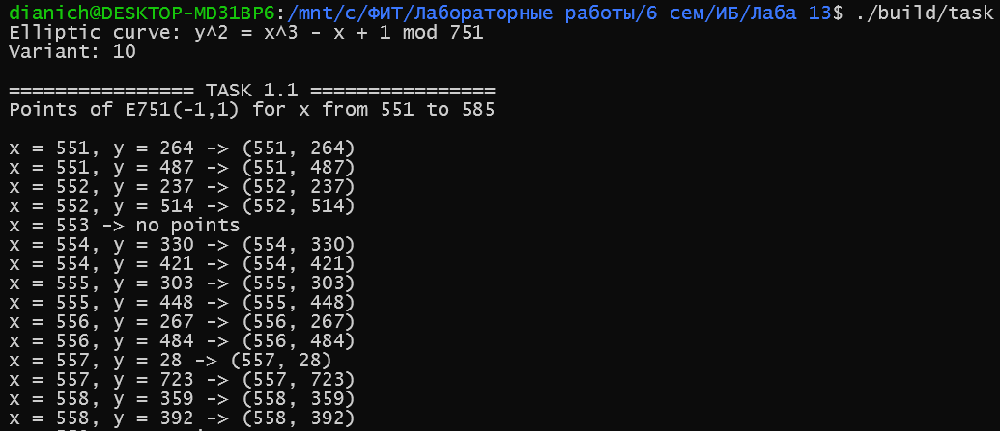 dianich@DESKTOP-MD31BP6:/mnt/c/ФИТ/Лабораторные работы/6 сем/ИБ/Лаба 13$ ./build/task
Elliptic curve: y^2 = x^3 - x + 1 mod 751
Variant: 10
================ TASK 1.1 ================
Points of E751(-1,1) for x from 551 to 585
x = 551, y = 264 -> (551, 264)
x = 551, y = 487 -> (551, 487)
x = 552, y = 237 -> (552, 237)
x = 552, y = 514 -> (552, 514)
x = 553 -> no points
x = 554, y = 330 -> (554, 330)
x = 554, y = 421 -> (554, 421)
x = 555, y = 303 -> (555, 303)
x = 555, y = 448 -> (555, 448)
x = 556, y = 267 -> (556, 267)
x = 556, y = 484 -> (556, 484)
x = 557, y = 28 -> (557, 28)
x = 557, y = 723 -> (557, 723)
x = 558, y = 359 -> (558, 359)
x = 558, y = 392 -> (558, 392)